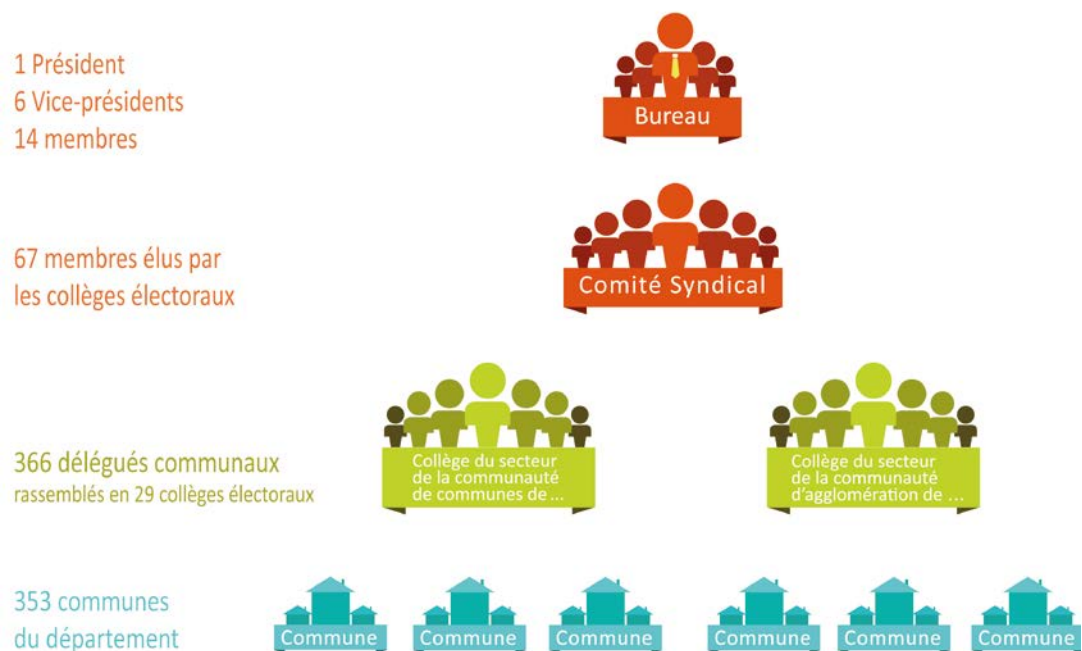 1 Président
6 Vice-présidents
14 membres
Bureau
67 membres élus par
les collèges électoraux
Comité Syndical
366 délégués communaux
rassemblés en 29 collèges électoraux
Collège du secteur
de la communauté
de communes de ...
Collège du secteur
de la communauté
d'agglomération de ...
353 communes
du département
Commune
Commune
Commune
Commune
Commune
Commune